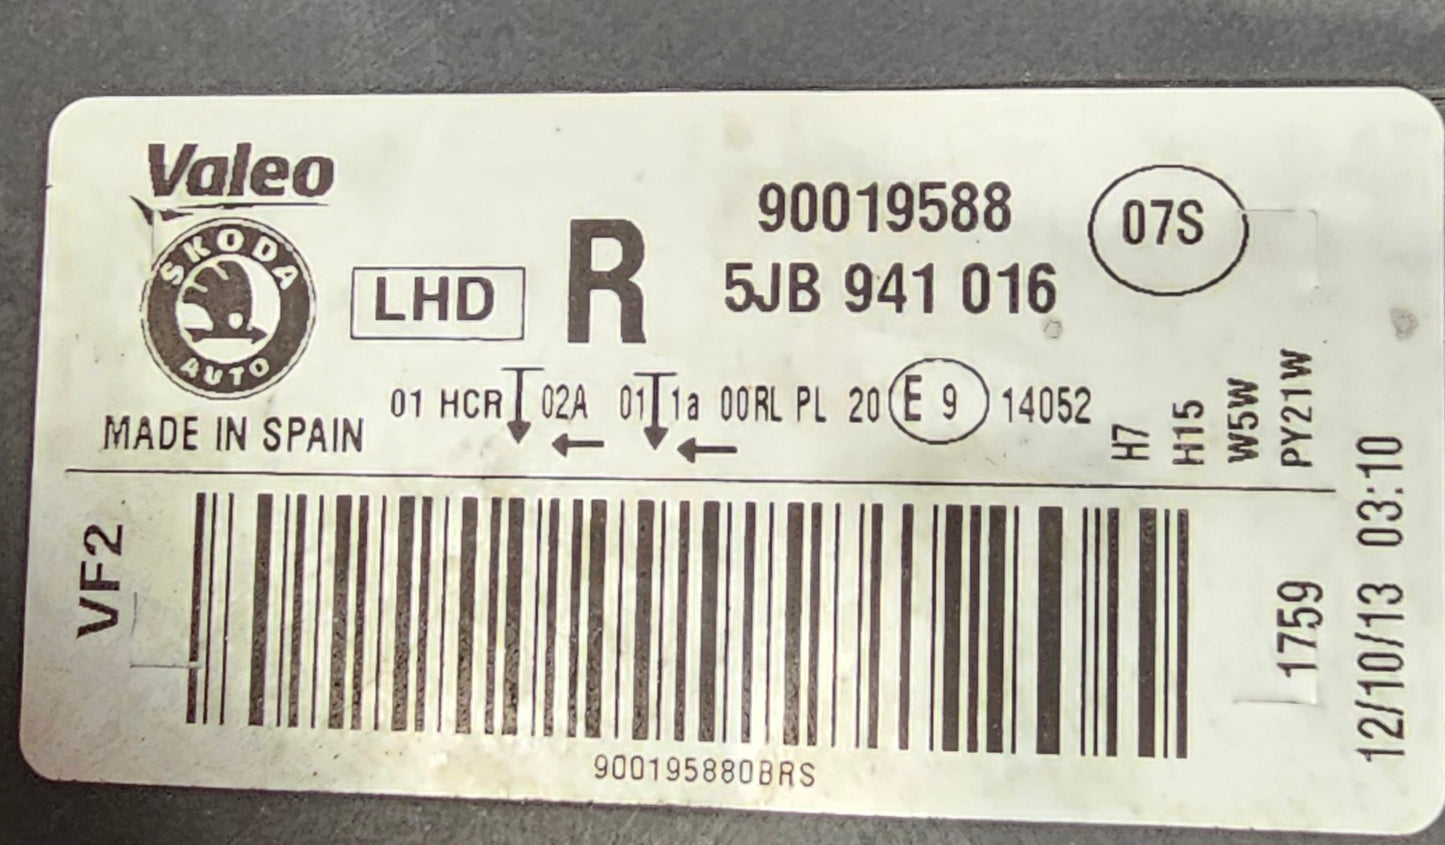 Valeo
SKODA
AUTO
LHD
R
90019588
5JB 941 016
07S
MADE IN SPAIN
01 HCR 02A 01 1a 00RL PL 20 E 9 14052
H7
H15
W5W
PY21W
VF2
1759
12/10/13 03:10
900195880BRS